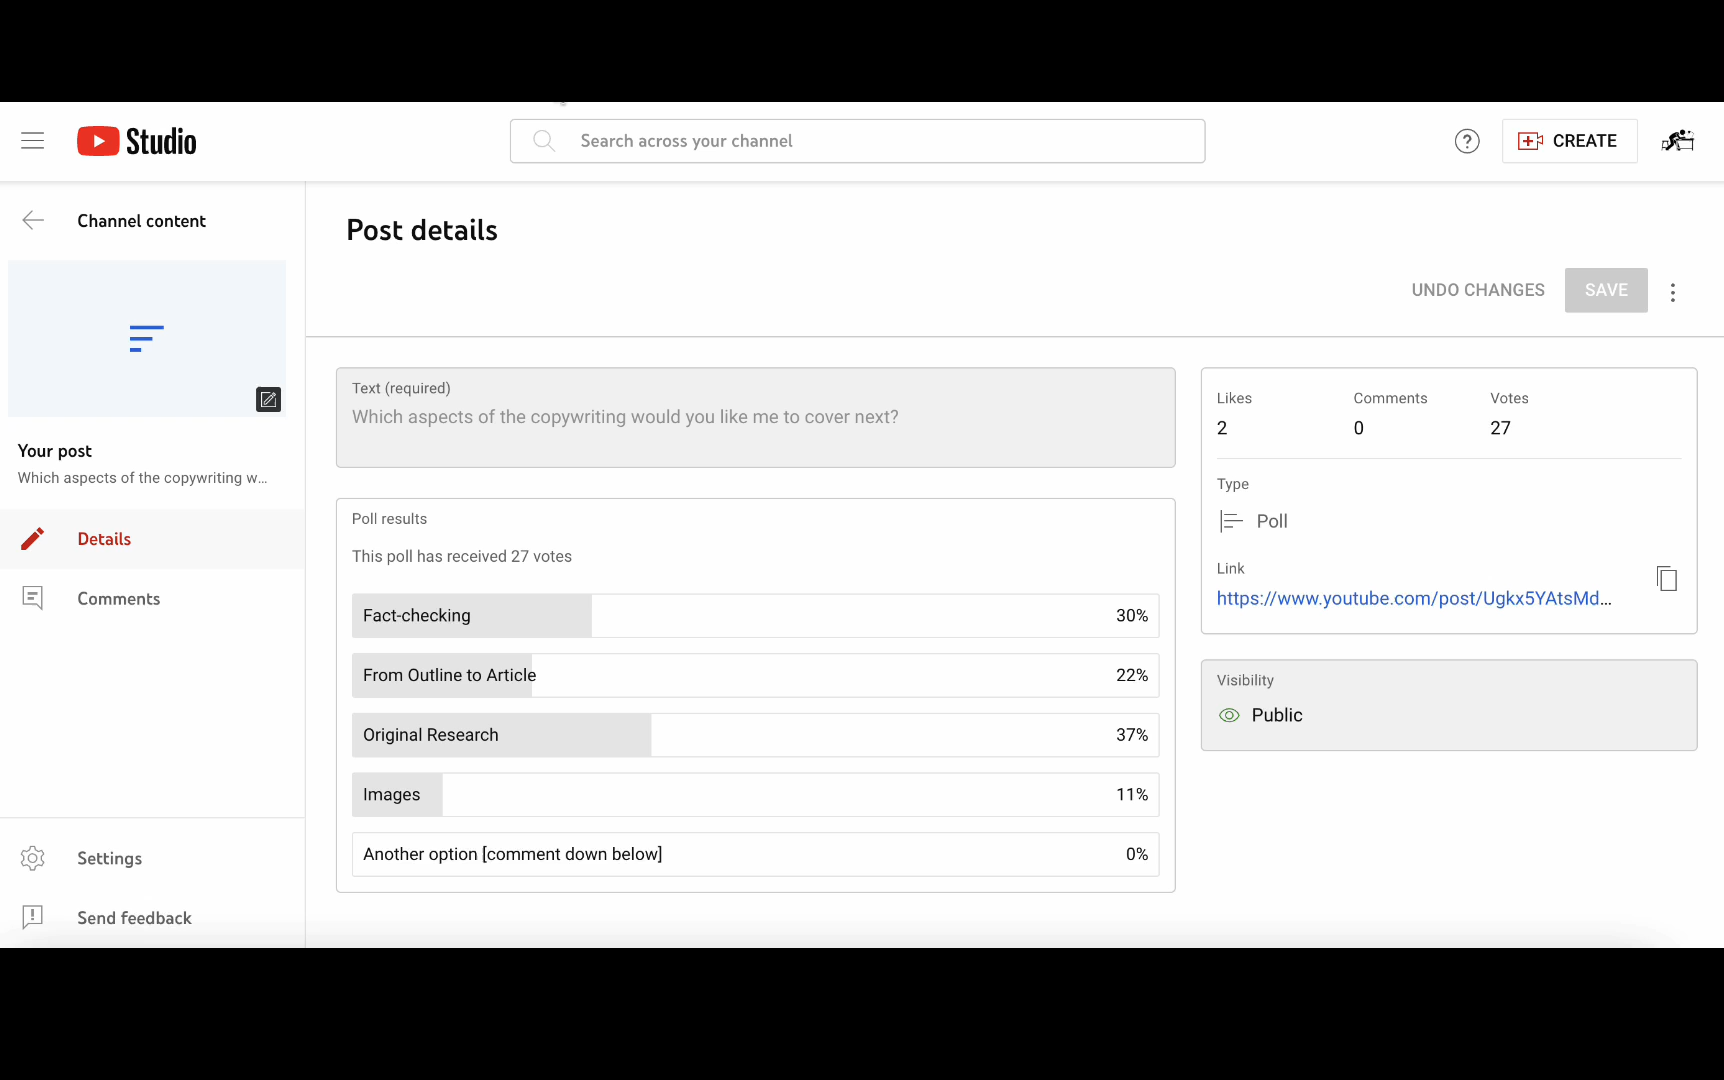 Studio
Search across your channel
CREATE
Channel content
Your post
Which aspects of the copywriting w...
Details
Comments
Settings
Send feedback
Post details
UNDO CHANGES
SAVE
Text (required)
Which aspects of the copywriting would you like me to cover next?
Poll results
This poll has received 27 votes
Fact-checking 30%
From Outline to Article 22%
Original Research 37%
Images 11%
Another option [comment down below] 0%
Likes Comments Votes
2 0 27
Type
Poll
Link
https://www.youtube.com/post/Ugkx5YAtsMd...
Visibility
Public